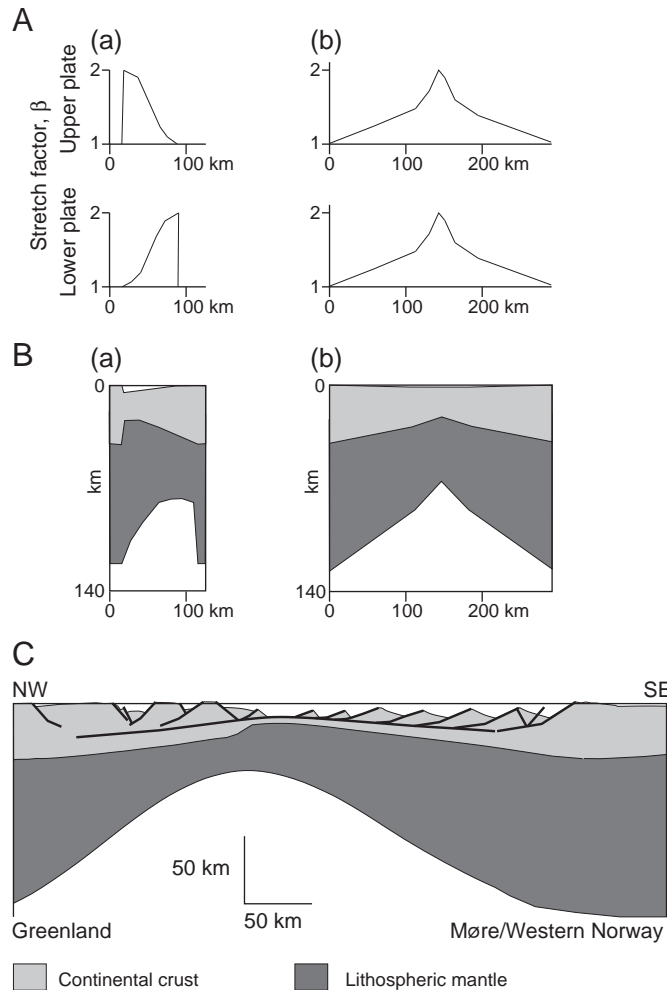 A
(a)
(b)
Stretch factor, β
Upper plate
2
1
0
100 km
2
1
0
100
200 km
Lower plate
2
1
0
100 km
2
1
0
100
200 km
B
(a)
(b)
0
km
140
0
100 km
0
km
140
0
100
200 km
C
NW
SE
50 km
50 km
Greenland
Møre/Western Norway
Continental crust
Lithospheric mantle